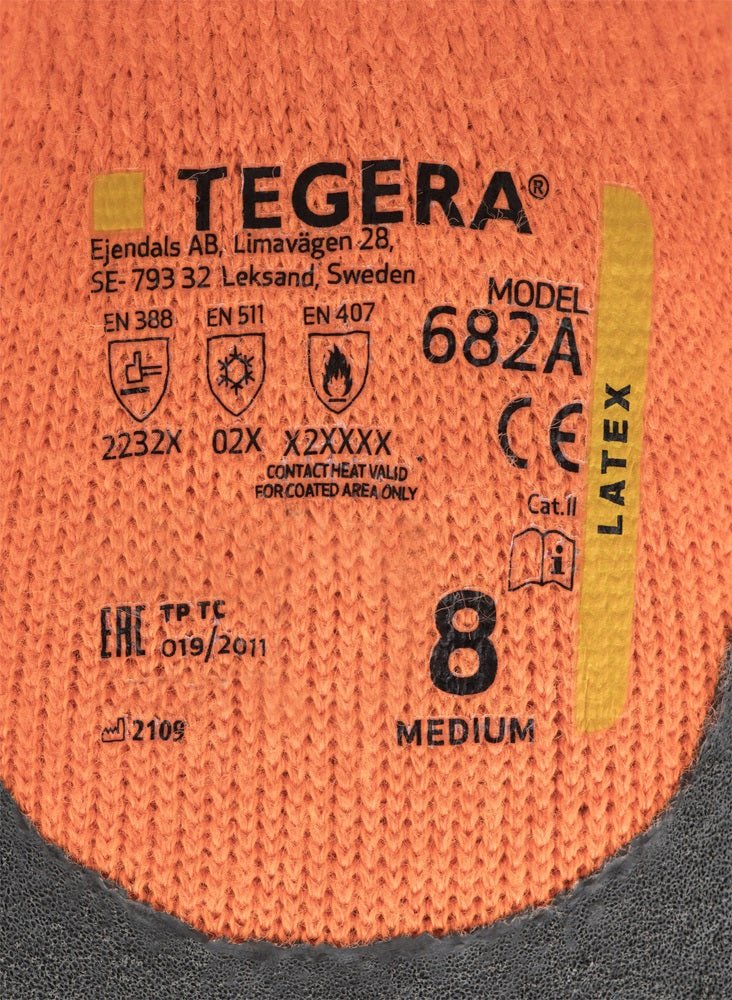 TEGERA®
Ejendals AB, Limavägen 28,
SE- 793 32 Leksand, Sweden
MODEL
682A
EN 388 EN 511 EN 407
2232X 02X X2XXXX
CONTACT HEAT VALID
FOR COATED AREA ONLY
CE
Cat.II
i
LATEX
EAC TP TC
019/2011
8
MEDIUM
2109